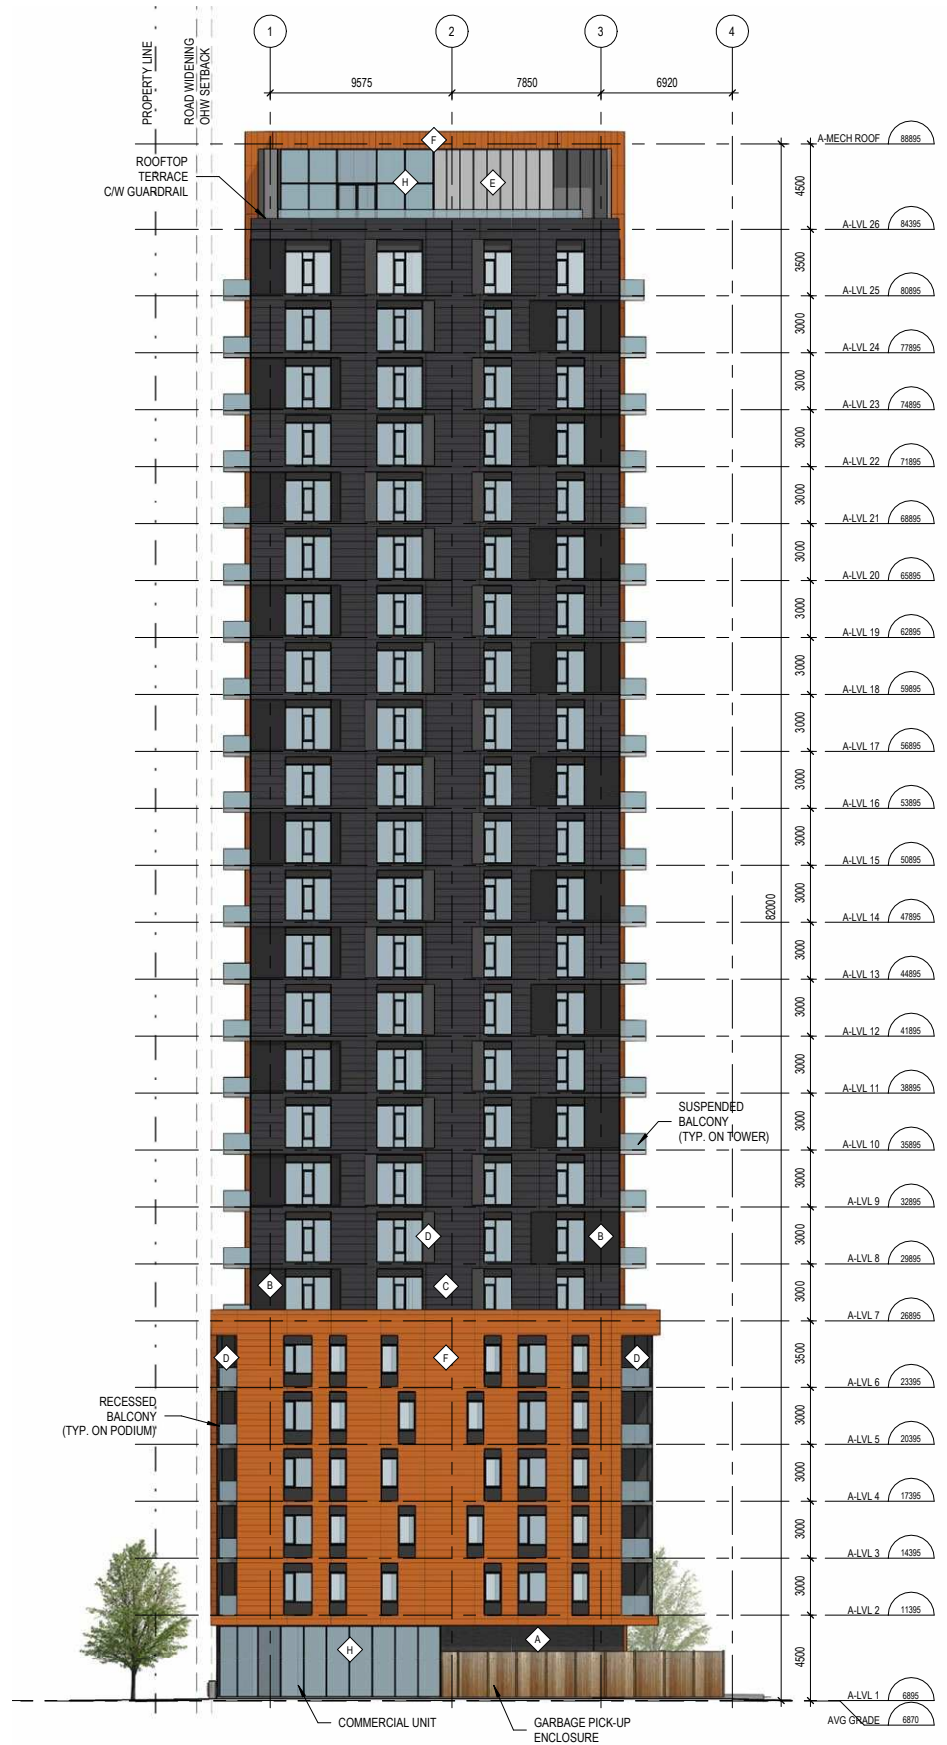 1
2
3
4
PROPERTY LINE
ROAD WIDENING
OHW SETBACK
9575
7850
6920
F
A-MECH ROOF 88895
ROOFTOP
TERRACE
C/W GUARDRAIL
H
E
4500
A-LVL 26 84395
3500
A-LVL 25 80895
3000
A-LVL 24 77895
3000
A-LVL 23 74895
3000
A-LVL 22 71895
3000
A-LVL 21 68895
3000
A-LVL 20 65895
3000
A-LVL 19 62895
3000
A-LVL 18 59895
3000
A-LVL 17 56895
3000
A-LVL 16 53895
3000
A-LVL 15 50895
3000
82000
A-LVL 14 47895
3000
A-LVL 13 44895
3000
A-LVL 12 41895
3000
A-LVL 11 38895
SUSPENDED
BALCONY
(TYP. ON TOWER)
3000
A-LVL 10 35895
3000
A-LVL 9 32895
D
B
3000
A-LVL 8 29895
B
C
3000
A-LVL 7 26895
D
F
D
3500
A-LVL 6 23395
RECESSED
BALCONY
(TYP. ON PODIUM)
3000
A-LVL 5 20395
3000
A-LVL 4 17395
3000
A-LVL 3 14395
3000
A-LVL 2 11395
H
A
4500
A-LVL 1 6895
AVG GRADE 6870
COMMERCIAL UNIT
GARBAGE PICK-UP
ENCLOSURE